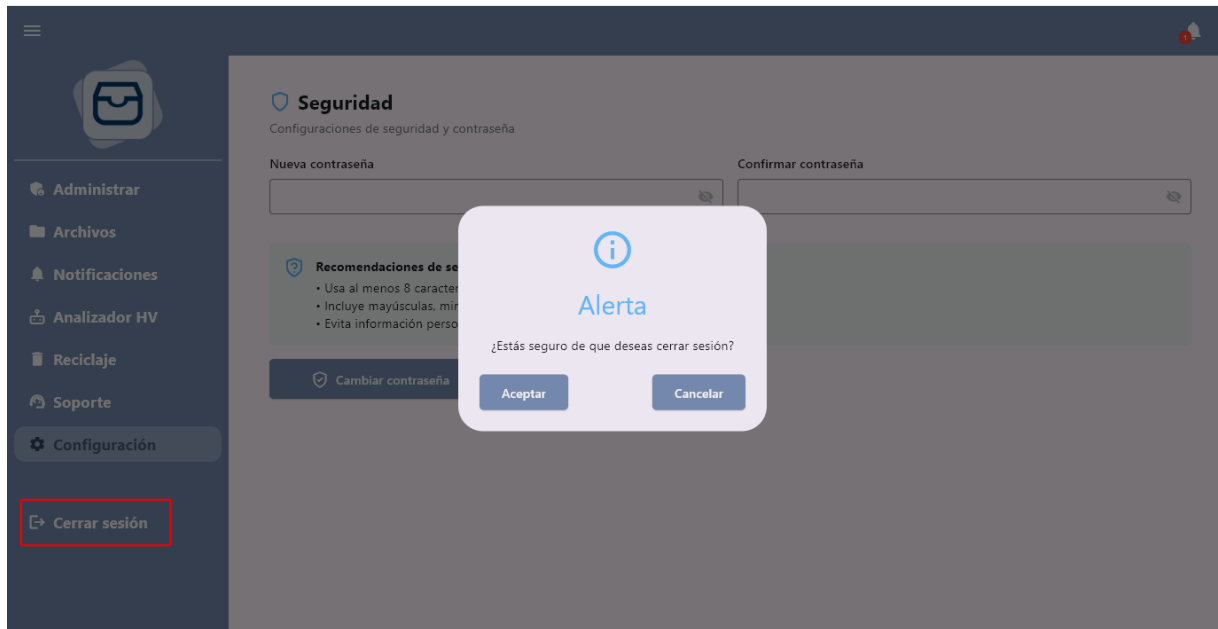 1
Administrar
Archivos
Notificaciones
Analizador HV
Reciclaje
Soporte
Configuración
Cerrar sesión
Seguridad
Configuraciones de seguridad y contraseña
Nueva contraseña
Confirmar contraseña
Recomendaciones de se
• Usa al menos 8 caracter
• Incluye mayúsculas, mir
• Evita información perso
Cambiar contraseña
Alerta
¿Estás seguro de que deseas cerrar sesión?
Aceptar
Cancelar